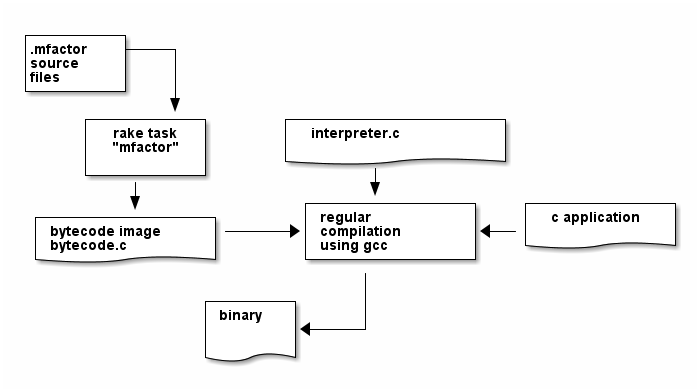 .mfactor
source
files
rake task
"mfactor"
interpreter.c
bytecode image
bytecode.c
regular
compilation
using gcc
c application
binary